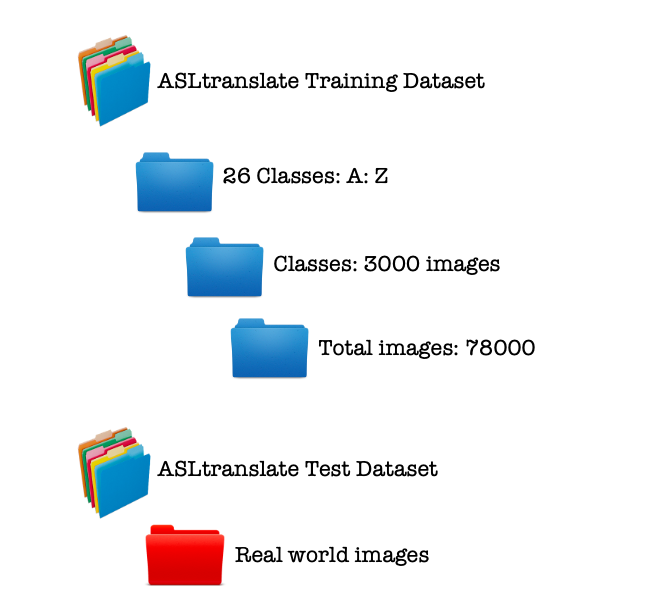 ASLtranslate Training Dataset
26 Classes: A: Z
Classes: 3000 images
Total images: 78000
ASLtranslate Test Dataset
Real world images